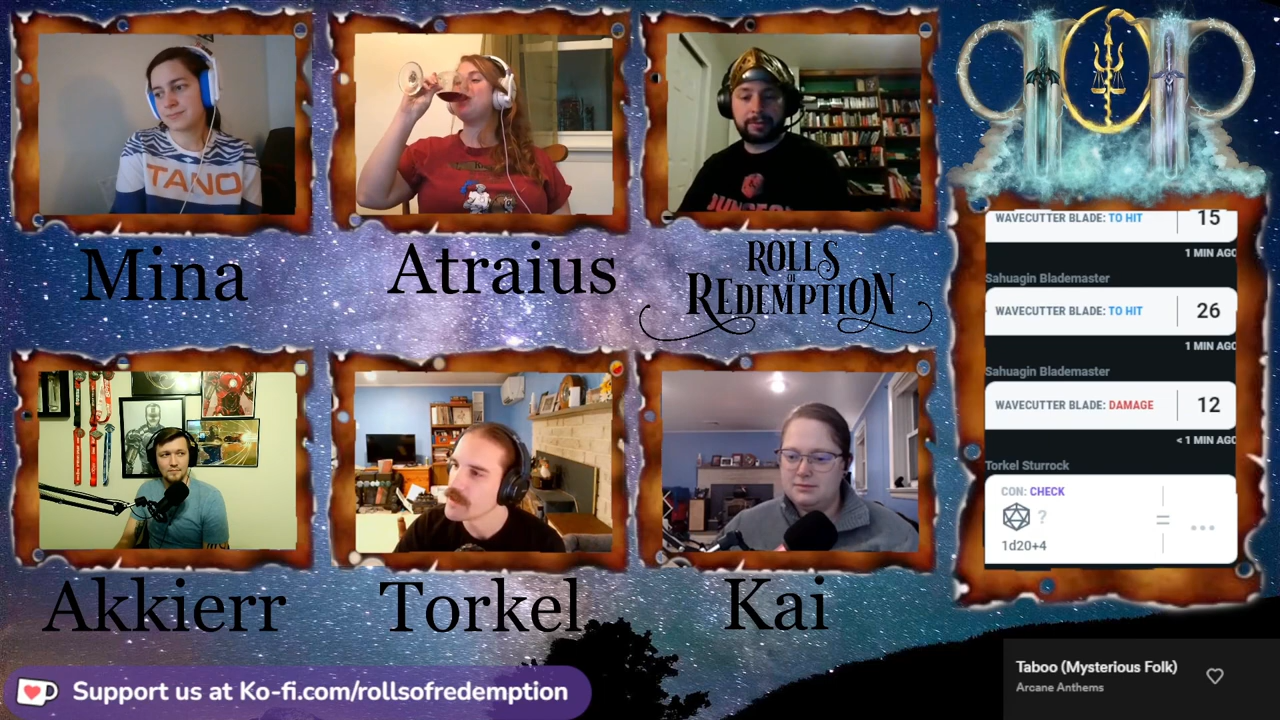 TANO
Mina
Atraius
ROLLS
OF
REDEMPTION
Akkierr
Torkel
Kai
WAVECUTTER BLADE: TO HIT 15
1 MIN AGO
Sahuagin Blademaster
WAVECUTTER BLADE: TO HIT 26
1 MIN AGO
Sahuagin Blademaster
WAVECUTTER BLADE: DAMAGE 12
< 1 MIN AGO
Torkel Sturrock
CON: CHECK
? = ...
1d20+4
Support us at Ko-fi.com/rollsofredemption
Taboo (Mysterious Folk)
Arcane Anthems